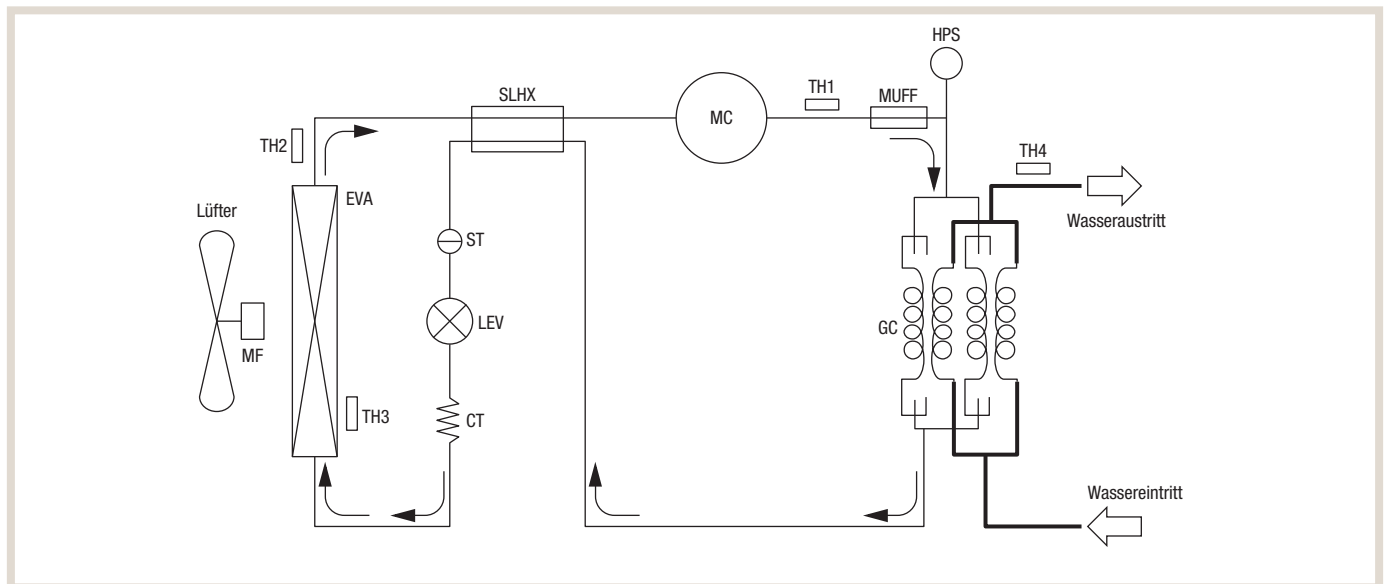 HPS
SLHX
TH1
MUFF
MC
TH2
TH4
EVA
Lüfter
Wasseraustritt
ST
LEV
GC
MF
CT
TH3
Wassereintritt